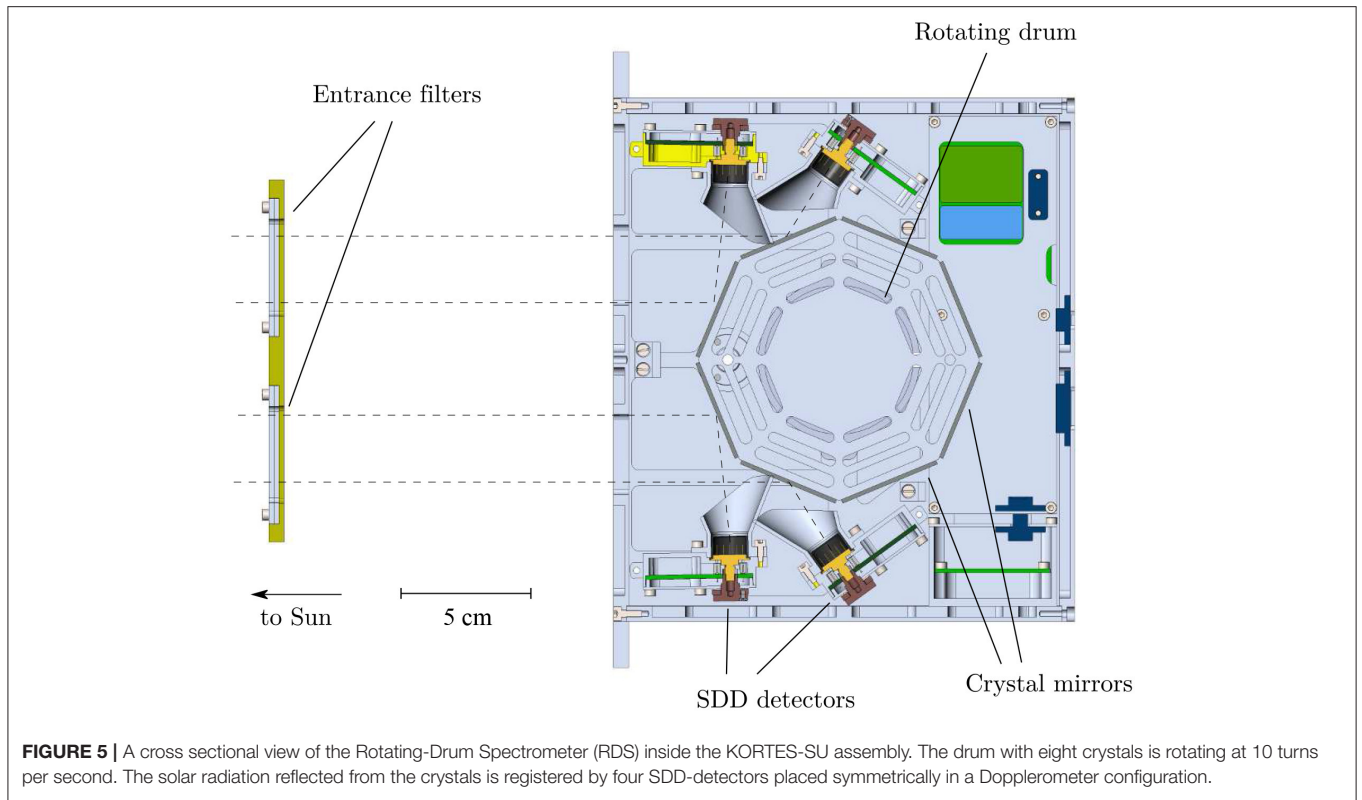 Rotating drum
Entrance filters
to Sun
5 cm
SDD detectors
Crystal mirrors
FIGURE 5 | A cross sectional view of the Rotating-Drum Spectrometer (RDS) inside the KORTES-SU assembly. The drum with eight crystals is rotating at 10 turns
per second. The solar radiation reflected from the crystals is registered by four SDD-detectors placed symmetrically in a Dopplerometer configuration.